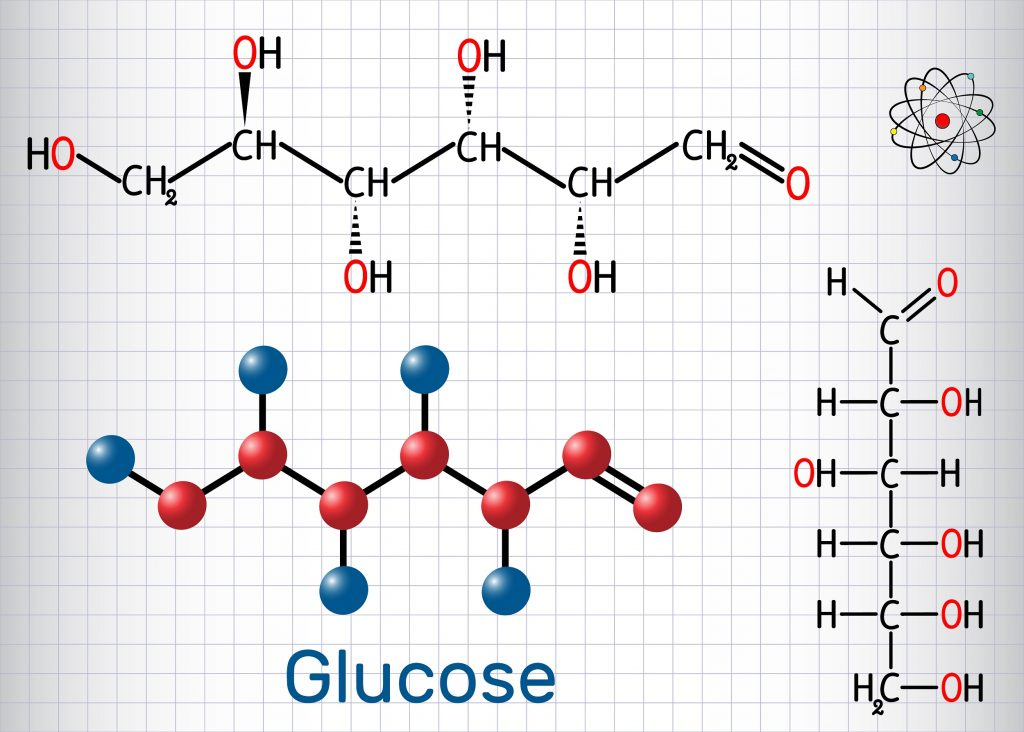 OH OH
HO CH2 CH CH CH CH CH2 O
OH OH
H O
C
H C OH
OH C H
H C OH
H C OH
H2C OH
Glucose